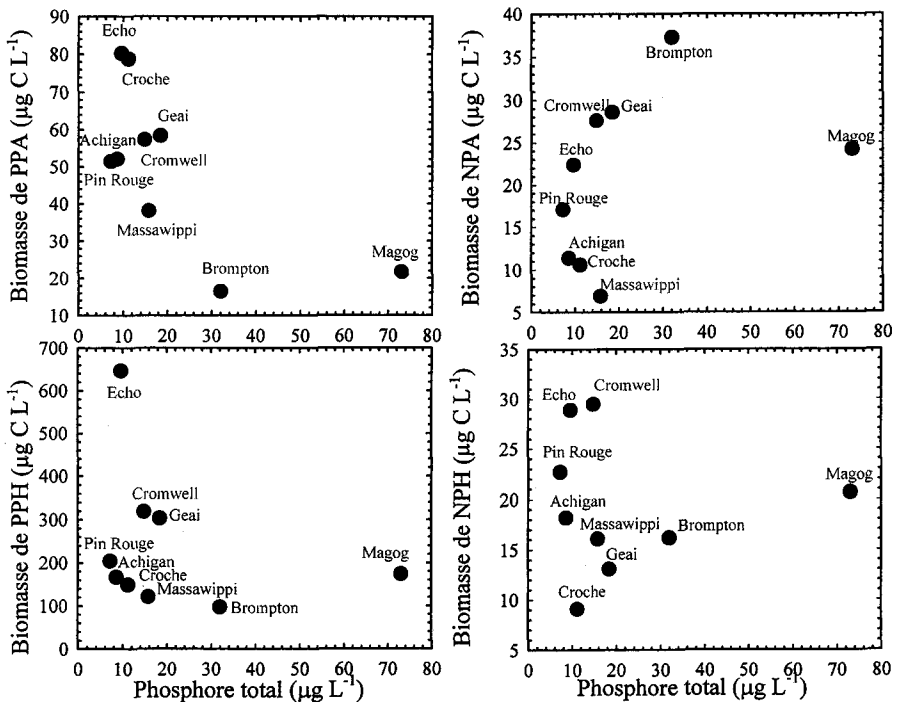 Biomasse de PPA (µg C L-1)
90
80
70
60
50
40
30
20
10
Echo
Croche
Geai
Achigan
Cromwell
Pin Rouge
Massawippi
Brompton
Magog
0 10 20 30 40 50 60 70 80
Biomasse de NPA (µg C L-1)
40
35
30
25
20
15
10
5
Brompton
Cromwell
Geai
Magog
Echo
Pin Rouge
Achigan
Croche
Massawippi
0 10 20 30 40 50 60 70 80
Biomasse de PPH (µg C L-1)
700
600
500
400
300
200
100
0
Echo
Cromwell
Geai
Pin Rouge
Achigan
Croche
Massawippi
Magog
Brompton
0 10 20 30 40 50 60 70 80
Phosphore total (µg L-1)
Biomasse de NPH (µg C L-1)
35
30
25
20
15
10
5
Echo
Cromwell
Pin Rouge
Magog
Achigan
Massawippi
Brompton
Geai
Croche
0 10 20 30 40 50 60 70 80
Phosphore total (µg L-1)